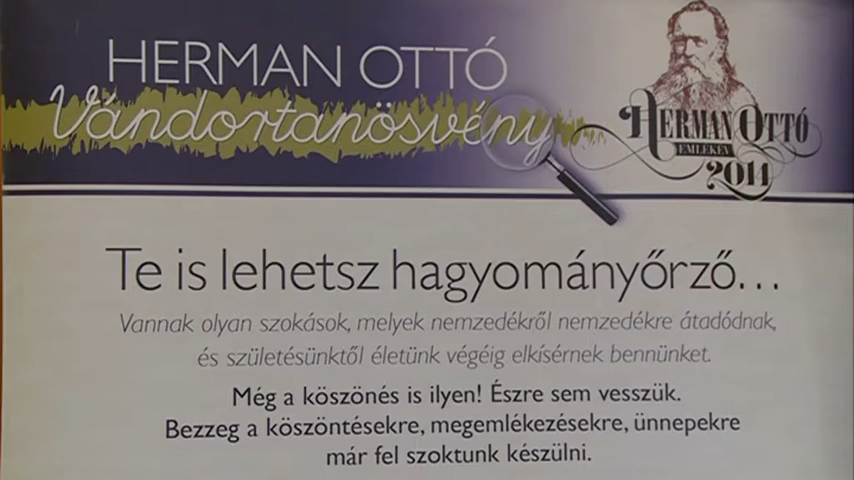 HERMAN OTTÓ
Vándortanösvény
HERMAN OTTÓ
EMLÉKÉV
2014
Te is lehetsz hagyományőrző...
Vannak olyan szokások, melyek nemzedékről nemzedékre átadódnak,
és születésünktől életünk végéig elkísérnek bennünket.
Még a köszönés is ilyen! Észre sem vesszük.
Bezzeg a köszöntésekre, megemlékezésekre, ünnepekre
már fel szoktunk készülni.